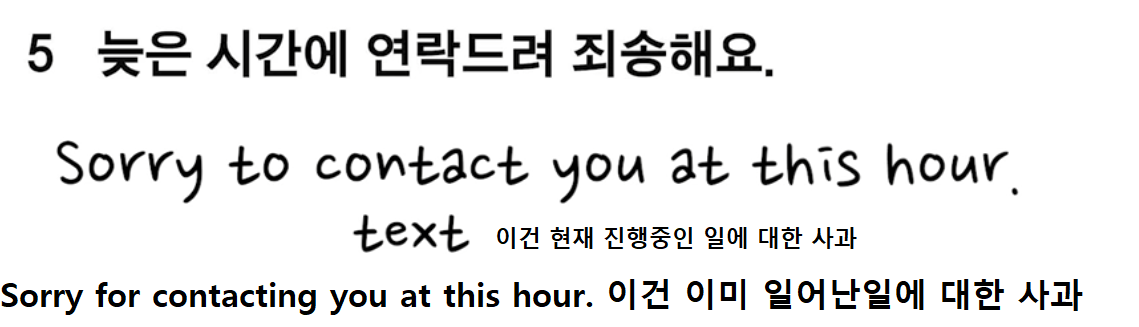 5 늦은 시간에 연락드려 죄송해요.
Sorry to contact you at this hour.
text 이건 현재 진행중인 일에 대한 사과
Sorry for contacting you at this hour. 이건 이미 일어난일에 대한 사과